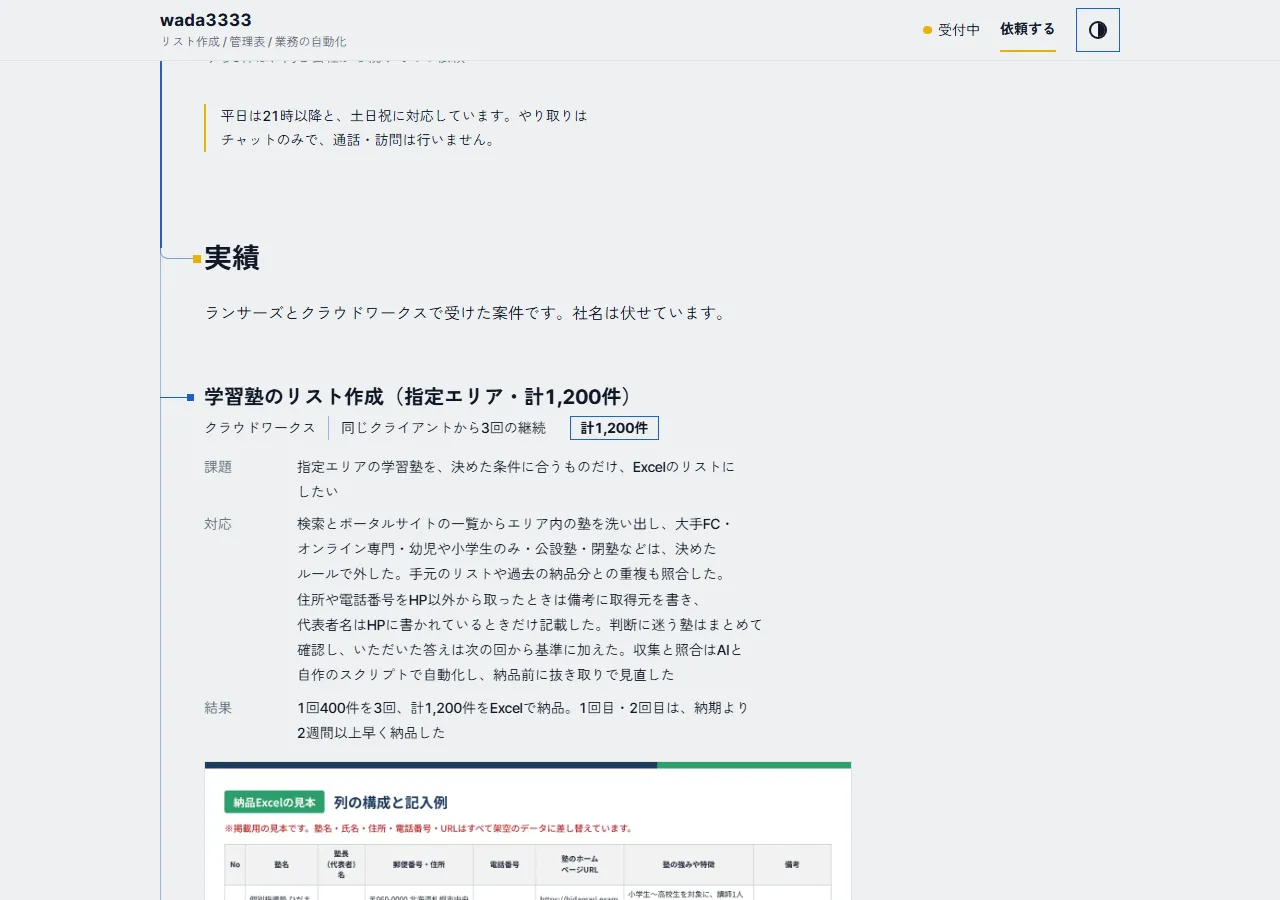 wada3333
リスト作成 / 管理表 / 業務の自動化
受付中
依頼する
平日は21時以降と、土日祝に対応しています。やり取りは
チャットのみで、通話・訪問は行いません。
実績
ランサーズとクラウドワークスで受けた案件です。社名は伏せています。
学習塾のリスト作成（指定エリア・計1,200件）
クラウドワークス
同じクライアントから3回の継続
計1,200件
課題
指定エリアの学習塾を、決めた条件に合うものだけ、Excelのリストに
したい
対応
検索とポータルサイトの一覧からエリア内の塾を洗い出し、大手FC・
オンライン専門・幼児や小学生のみ・公設塾・閉塾などは、決めた
ルールで外した。手元のリストや過去の納品分との重複も照合した。
住所や電話番号をHP以外から取ったときは備考に取得元を書き、
代表者名はHPに書かれているときだけ記載した。判断に迷う塾はまとめて
確認し、いただいた答えは次の回から基準に加えた。収集と照合はAIと
自作のスクリプトで自動化し、納品前に抜き取りで見直した
結果
1回400件を3回、計1,200件をExcelで納品。1回目・2回目は、納期より
2週間以上早く納品した
納品Excelの見本
列の構成と記入例
※掲載用の見本です。塾名・氏名・住所・電話番号・URLはすべて架空のデータに差し替えています。
No
塾名
塾長
（代表者）
名
郵便番号・住所
電話番号
塾のホーム
ページURL
塾の強みや特徴
備考
小学生〜高校生を対象に、講師1人